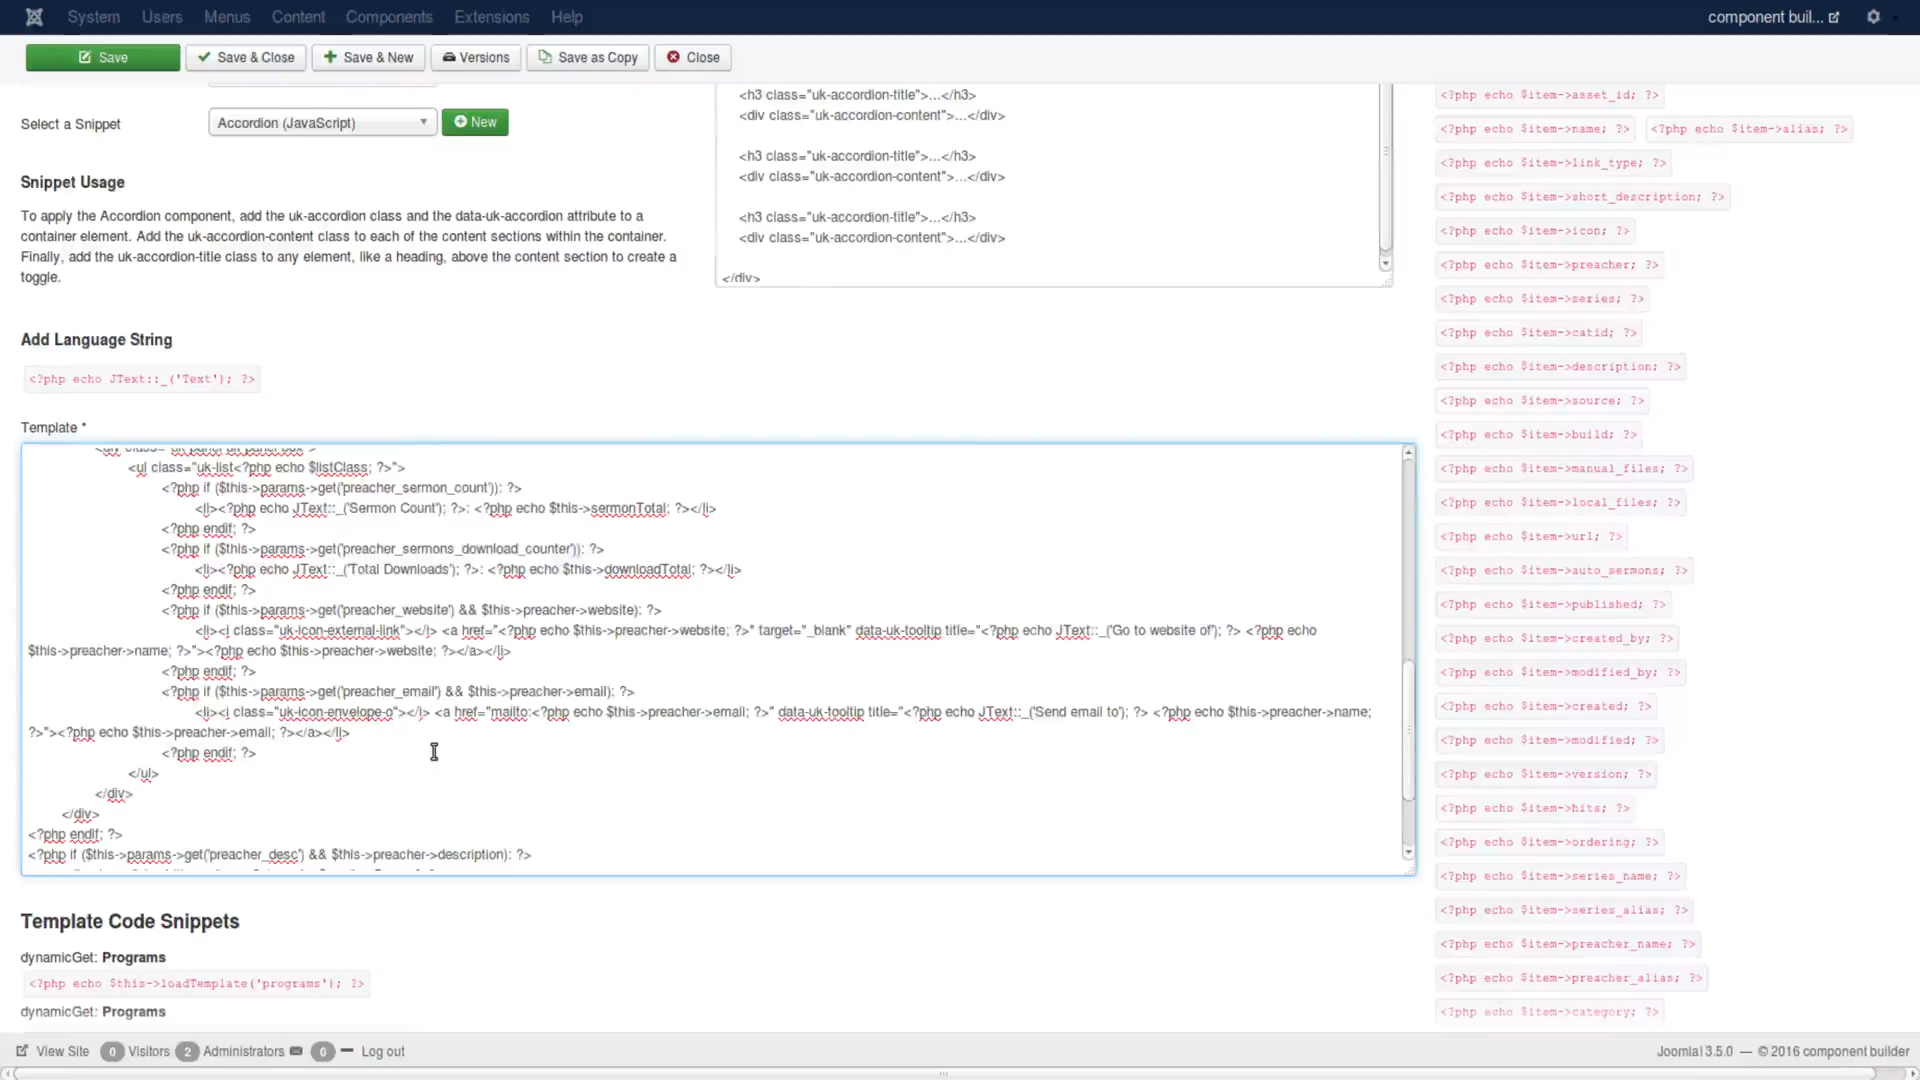 System Users Menus Content Components Extensions Help component buil...
Save Save & Close Save & New Versions Save as Copy Close
Select a Snippet Accordion (JavaScript) New
Snippet Usage
To apply the Accordion component, add the uk-accordion class and the data-uk-accordion attribute to a
container element. Add the uk-accordion-content class to each of the content sections within the container.
Finally, add the uk-accordion-title class to any element, like a heading, above the content section to create a
toggle.
<h3 class="uk-accordion-title">...</h3>
<div class="uk-accordion-content">...</div>
<h3 class="uk-accordion-title">...</h3>
<div class="uk-accordion-content">...</div>
<h3 class="uk-accordion-title">...</h3>
<div class="uk-accordion-content">...</div>
</div>
Add Language String
<?php echo JText::_('Text'); ?>
Template *
<ul class="uk-list<?php echo $listClass; ?>">
<?php if ($this->params->get('preacher_sermon_count')): ?>
<li><?php echo JText::_('Sermon Count'); ?>: <?php echo $this->sermonTotal; ?></li>
<?php endif; ?>
<?php if ($this->params->get('preacher_sermons_download_counter')): ?>
<li><?php echo JText::_('Total Downloads'); ?>: <?php echo $this->downloadTotal; ?></li>
<?php endif; ?>
<?php if ($this->params->get('preacher_website') && $this->preacher->website): ?>
<li><i class="uk-icon-external-link"></i> <a href="<?php echo $this->preacher->website; ?>" target="_blank" data-uk-tooltip title="<?php echo JText::_('Go to website of'); ?> <?php echo
$this->preacher->name; ?>"><?php echo $this->preacher->website; ?></a></li>
<?php endif; ?>
<?php if ($this->params->get('preacher_email') && $this->preacher->email): ?>
<li><i class="uk-icon-envelope-o"></i> <a href="mailto:<?php echo $this->preacher->email; ?>" data-uk-tooltip title="<?php echo JText::_('Send email to'); ?> <?php echo $this->preacher->name;
?>"><?php echo $this->preacher->email; ?></a></li>
<?php endif; ?>
</ul>
</div>
</div>
<?php endif; ?>
<?php if ($this->params->get('preacher_desc') && $this->preacher->description): ?>
Template Code Snippets
dynamicGet: Programs
<?php echo $this->loadTemplate('programs'); ?>
dynamicGet: Programs
<?php echo $item->asset_id; ?>
<?php echo $item->name; ?> <?php echo $item->alias; ?>
<?php echo $item->link_type; ?>
<?php echo $item->short_description; ?>
<?php echo $item->icon; ?>
<?php echo $item->preacher; ?>
<?php echo $item->series; ?>
<?php echo $item->catid; ?>
<?php echo $item->description; ?>
<?php echo $item->source; ?>
<?php echo $item->build; ?>
<?php echo $item->manual_files; ?>
<?php echo $item->local_files; ?>
<?php echo $item->url; ?>
<?php echo $item->auto_sermons; ?>
<?php echo $item->published; ?>
<?php echo $item->created_by; ?>
<?php echo $item->modified_by; ?>
<?php echo $item->created; ?>
<?php echo $item->modified; ?>
<?php echo $item->version; ?>
<?php echo $item->hits; ?>
<?php echo $item->ordering; ?>
<?php echo $item->series_name; ?>
<?php echo $item->series_alias; ?>
<?php echo $item->preacher_name; ?>
<?php echo $item->preacher_alias; ?>
<?php echo $item->category; ?>
View Site 0 Visitors 2 Administrators 0 Log out Joomla! 3.5.0 — © 2016 component builder